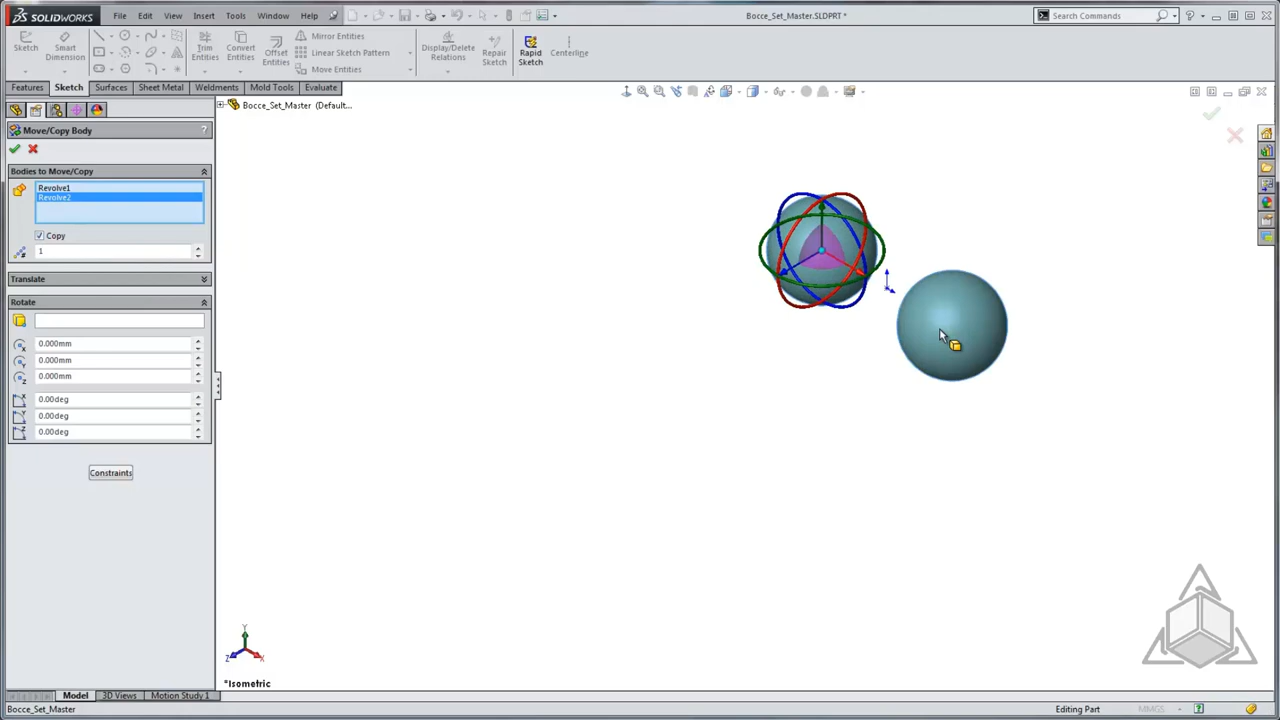 SOLIDWORKS
File Edit View Insert Tools Window Help
Bocce_Set_Master.SLDPRT *
Search Commands
Sketch
Smart Dimension
Trim Entities
Convert Entities
Offset Entities
Mirror Entities
Linear Sketch Pattern
Move Entities
Display/Delete Relations
Repair Sketch
Rapid Sketch
Centerline
Features Sketch Surfaces Sheet Metal Weldments Mold Tools Evaluate
Bocce_Set_Master (Default...
Move/Copy Body
?
Bodies to Move/Copy
Revolve1
Revolve2
Copy
1
Translate
Rotate
0.000mm
0.000mm
0.000mm
0.00deg
0.00deg
0.00deg
Constraints
Y
Z X
*Isometric
Model 3D Views Motion Study 1
Bocce_Set_Master Editing Part MMGS